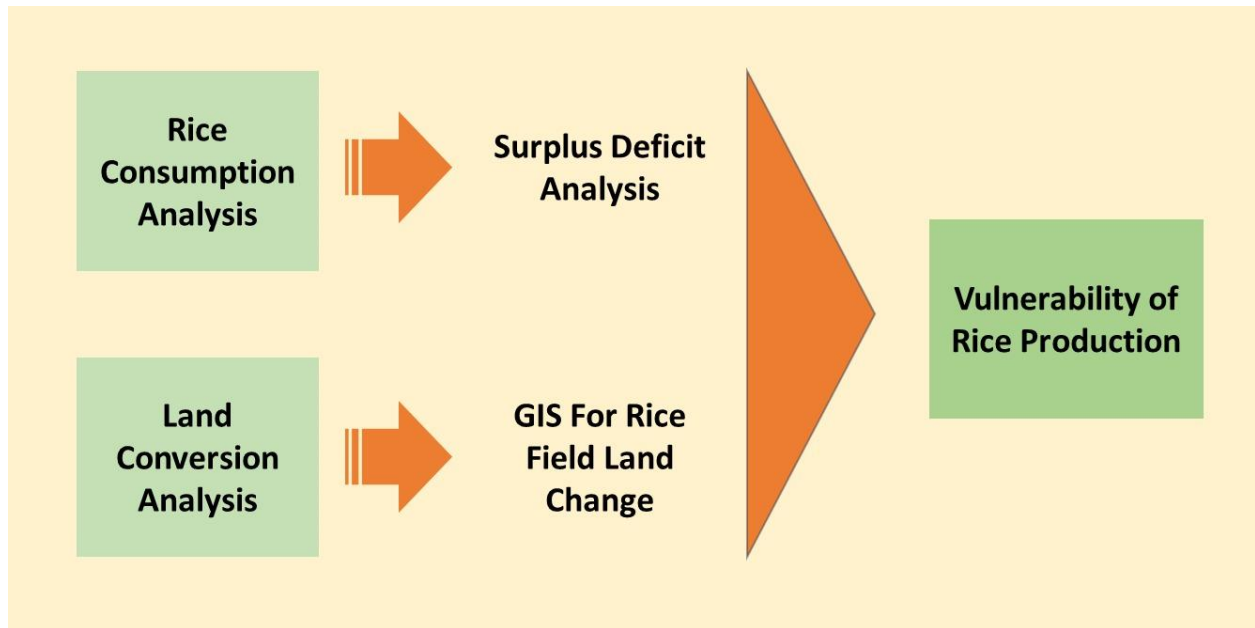 Rice
Consumption
Analysis
Surplus Deficit
Analysis
Land
Conversion
Analysis
GIS For Rice
Field Land
Change
Vulnerability of
Rice Production